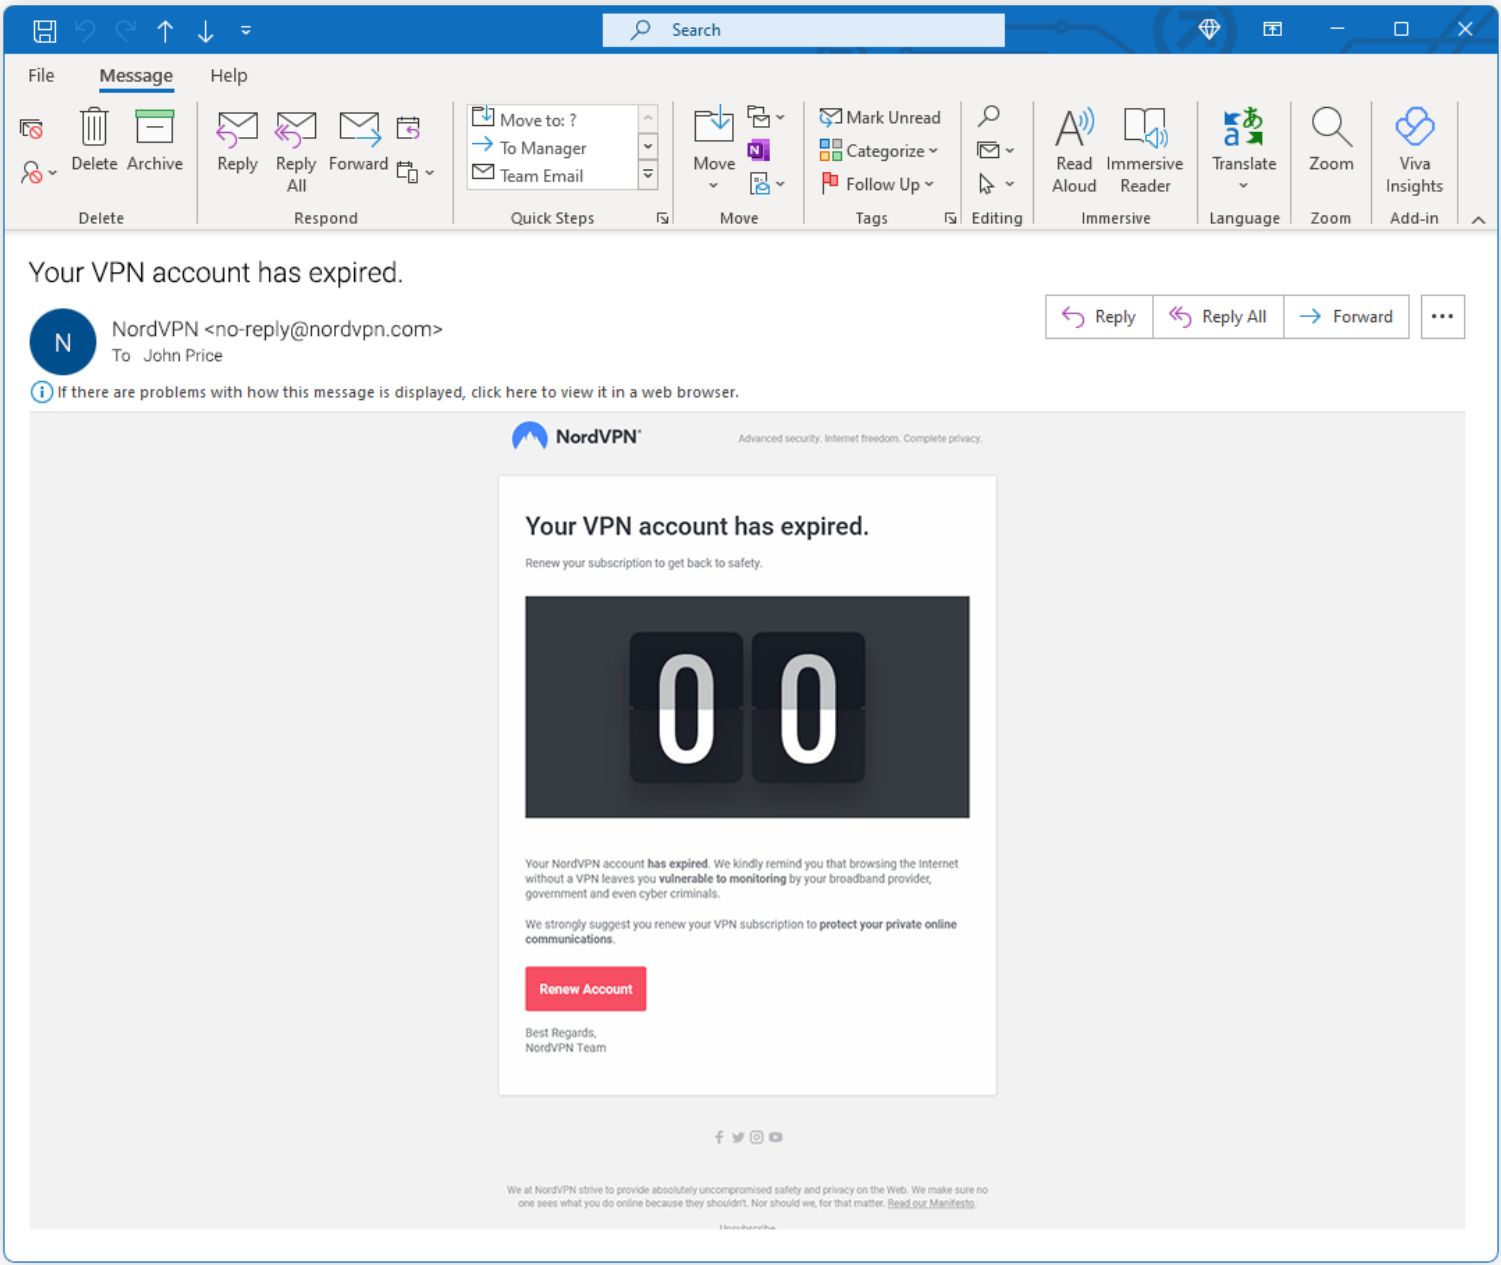 Search
File Message Help
Delete Archive
Reply Reply All Forward
Move to: ?
To Manager
Team Email
Move
Mark Unread
Categorize
Follow Up
Read Aloud Immersive Reader
Translate
Zoom
Viva Insights
Delete Respond Quick Steps Move Tags Editing Immersive Language Zoom Add-in
Your VPN account has expired.
N
NordVPN <no-reply@nordvpn.com>
To John Price
Reply Reply All Forward
If there are problems with how this message is displayed, click here to view it in a web browser.
NordVPN®
Advanced security. Internet freedom. Complete privacy.
Your VPN account has expired.
Renew your subscription to get back to safety.
00
Your NordVPN account has expired. We kindly remind you that browsing the Internet
without a VPN leaves you vulnerable to monitoring by your broadband provider,
government and even cyber criminals.
We strongly suggest you renew your VPN subscription to protect your private online
communications.
Renew Account
Best Regards,
NordVPN Team
We at NordVPN strive to provide absolutely uncompromised safety and privacy on the Web. We make sure no
one sees what you do online because they shouldn't. Nor should we, for that matter. Read our Manifesto.
Unsubscribe